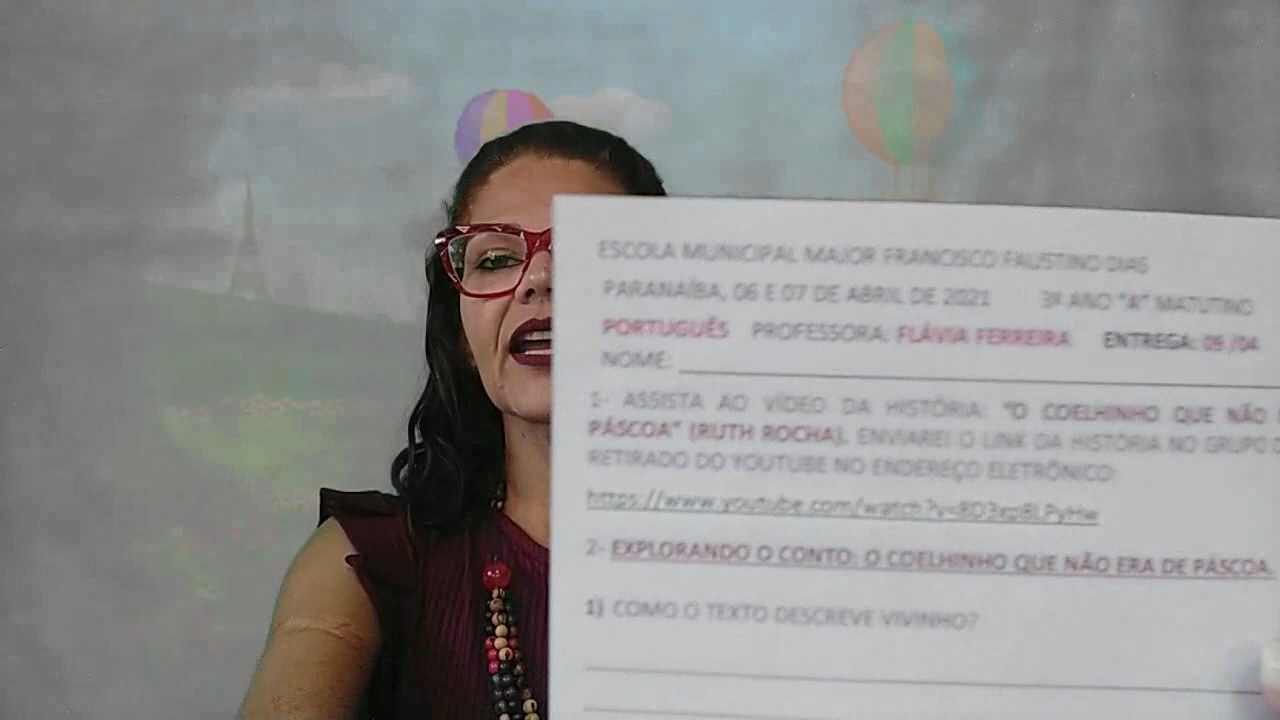 ESCOLA MUNICIPAL MAJOR FRANCISCO FAUSTINO DIAS
PARANAÍBA, 06 E 07 DE ABRIL DE 2021 3º ANO "A" MATUTINO
PORTUGUÊS PROFESSORA: FLÁVIA FERREIRA ENTREGA: 09 /04
NOME:
1- ASSISTA AO VÍDEO DA HISTÓRIA: "O COELHINHO QUE NÃO
PÁSCOA" (RUTH ROCHA). ENVIAREI O LINK DA HISTÓRIA NO GRUPO
RETIRADO DO YOUTUBE NO ENDEREÇO ELETRÔNICO:
2- EXPLORANDO O CONTO: O COELHINHO QUE NÃO ERA DE PÁSCOA.
1) COMO O TEXTO DESCREVE VIVINHO?